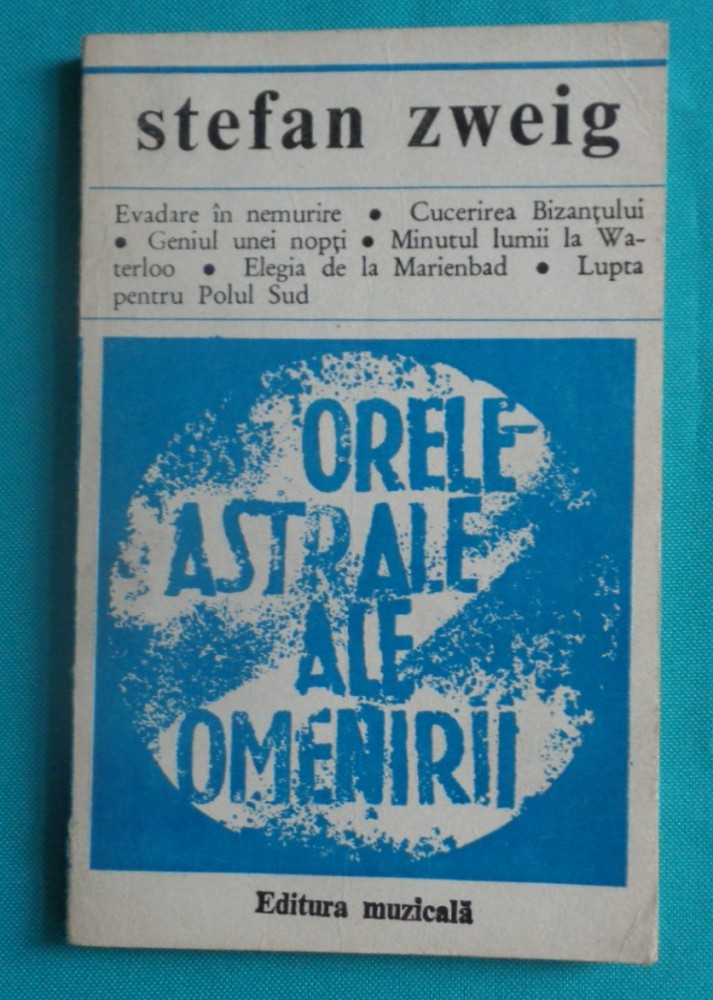 stefan zweig
Evadare în nemurire • Cucerirea Bizanțului
• Geniul unei nopți • Minutul lumii la Wa-
terloo • Elegia de la Marienbad • Lupta
pentru Polul Sud
ORELE
ASTRALE
ALE
OMENIRII
Editura muzicală